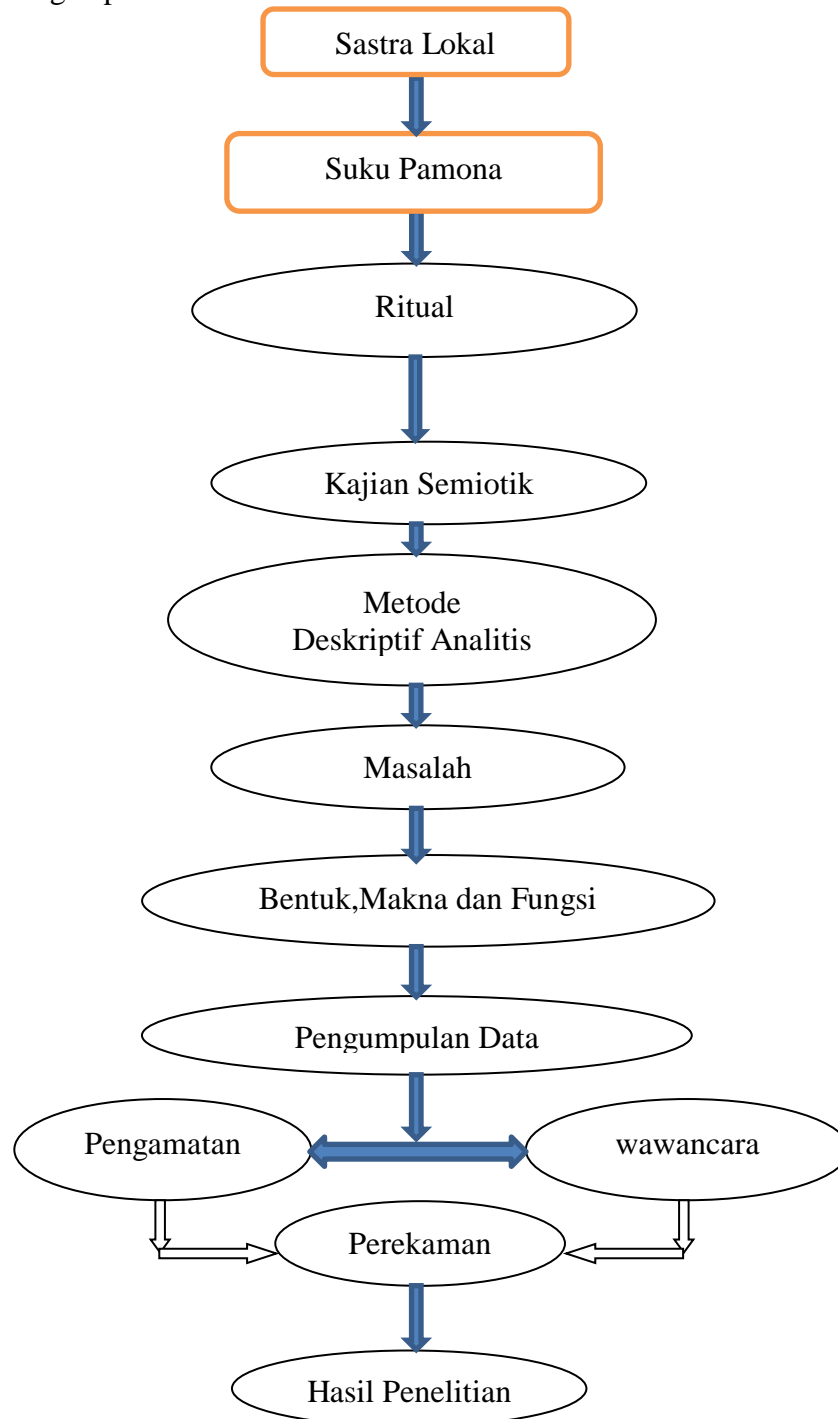 Sastra Lokal
Suku Pamona
Ritual
Kajian Semiotik
Metode
Deskriptif Analitis
Masalah
Bentuk,Makna dan Fungsi
Pengumpulan Data
Pengamatan
wawancara
Perekaman
Hasil Penelitian